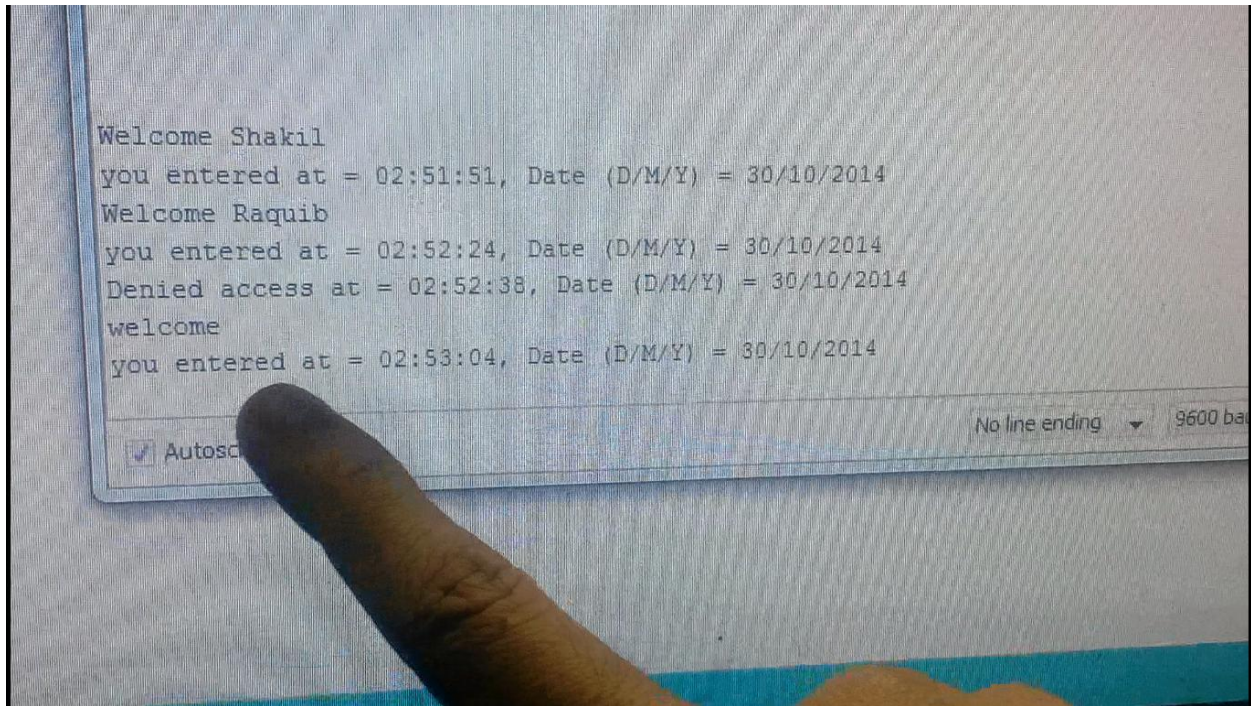 Welcome Shakil
you entered at = 02:51:51, Date (D/M/Y) = 30/10/2014
Welcome Raquib
you entered at = 02:52:24, Date (D/M/Y) = 30/10/2014
Denied access at = 02:52:38, Date (D/M/Y) = 30/10/2014
welcome
you entered at = 02:53:04, Date (D/M/Y) = 30/10/2014
No line ending 9600